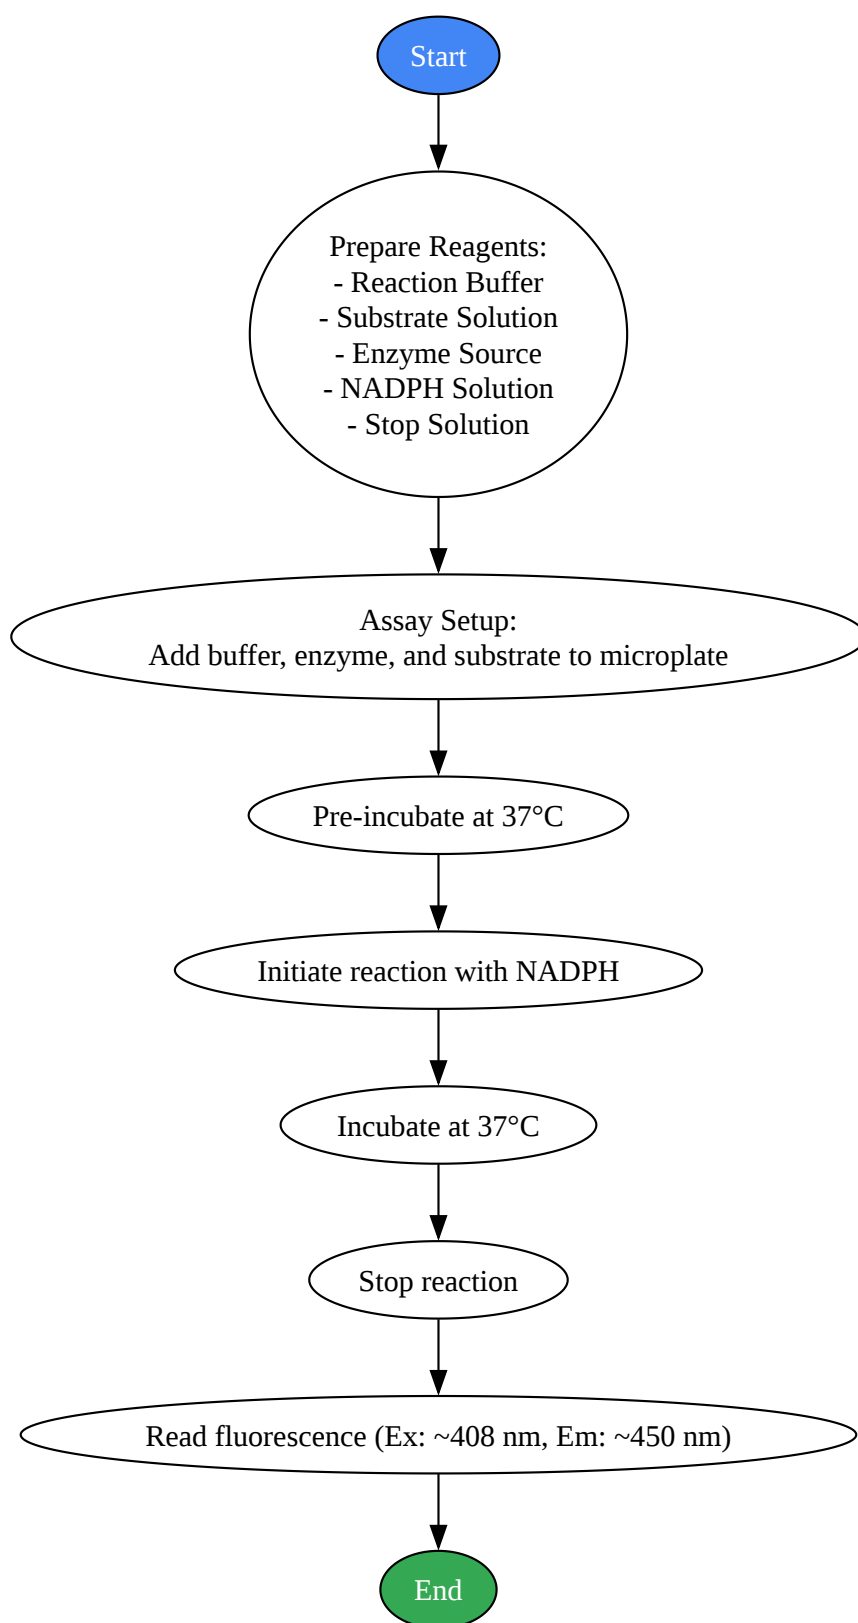 Start
Prepare Reagents:
- Reaction Buffer
- Substrate Solution
- Enzyme Source
- NADPH Solution
- Stop Solution
Assay Setup:
Add buffer, enzyme, and substrate to microplate
Pre-incubate at 37°C
Initiate reaction with NADPH
Incubate at 37°C
Stop reaction
Read fluorescence (Ex: ~408 nm, Em: ~450 nm)
End